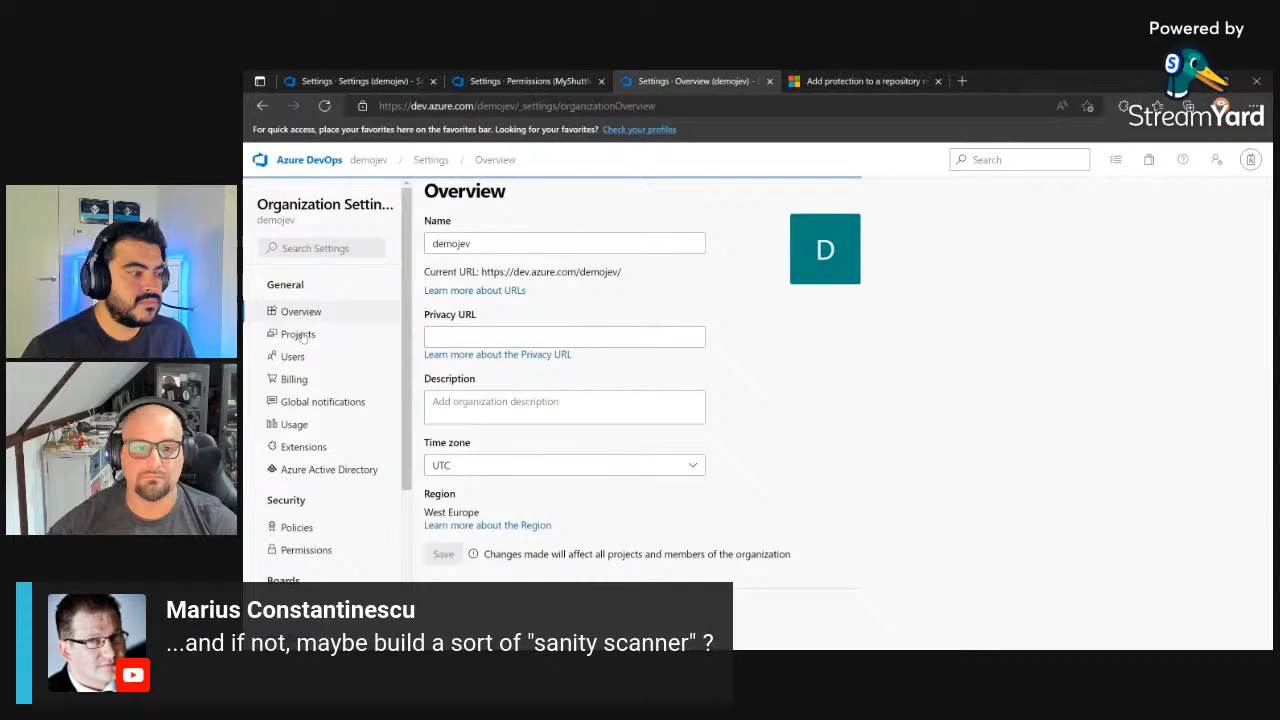 Powered by
StreamYard
Settings · Settings (demojev) - Se
Settings · Permissions (MyShuttl
Settings · Overview (demojev) - S
Add protection to a repository r
https://dev.azure.com/demojev/_settings/organizationOverview
For quick access, place your favorites here on the favorites bar. Looking for your favorites? Check your profiles
Azure DevOps demojev / Settings / Overview
Search
Organization Settin...
demojev
Search Settings
General
Overview
Projects
Users
Billing
Global notifications
Usage
Extensions
Azure Active Directory
Security
Policies
Permissions
Boards
Overview
Name
demojev
Current URL: https://dev.azure.com/demojev/
Learn more about URLs
Privacy URL
Learn more about the Privacy URL
Description
Add organization description
Time zone
UTC
Region
West Europe
Learn more about the Region
Save
Changes made will affect all projects and members of the organization
D
Marius Constantinescu
...and if not, maybe build a sort of "sanity scanner" ?